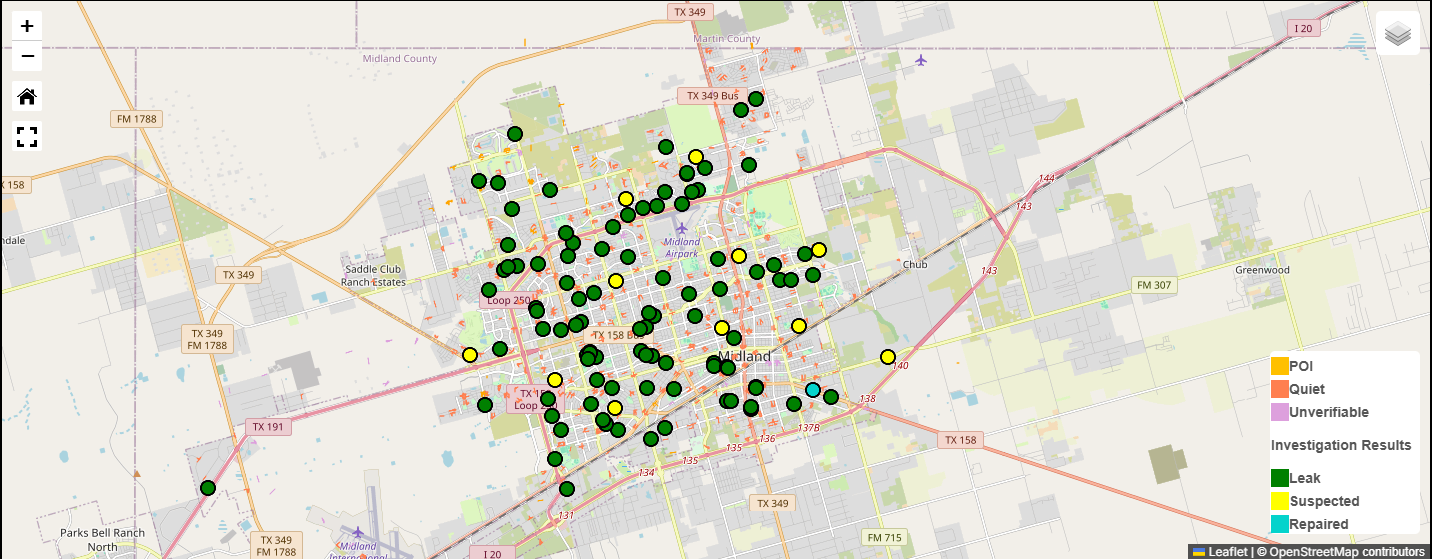 +
−
TX 349
I 20
Martin County
Midland County
TX 349 Bus
FM 1788
144
143
Midland
Airpark
143
Saddle Club
Ranch Estates
TX 349
Chub
Greenwood
FM 307
Loop 250
TX 349
FM 1788
TX 158 Bus
Midland
140
138
137B
136
135
135
134
131
TX 191
TX 158
TX 349
FM 715
Parks Bell Ranch
North
TX 349
FM 1788
Midland
I 20
POI
Quiet
Unverifiable
Investigation Results
Leak
Suspected
Repaired
Leaflet | © OpenStreetMap contributors